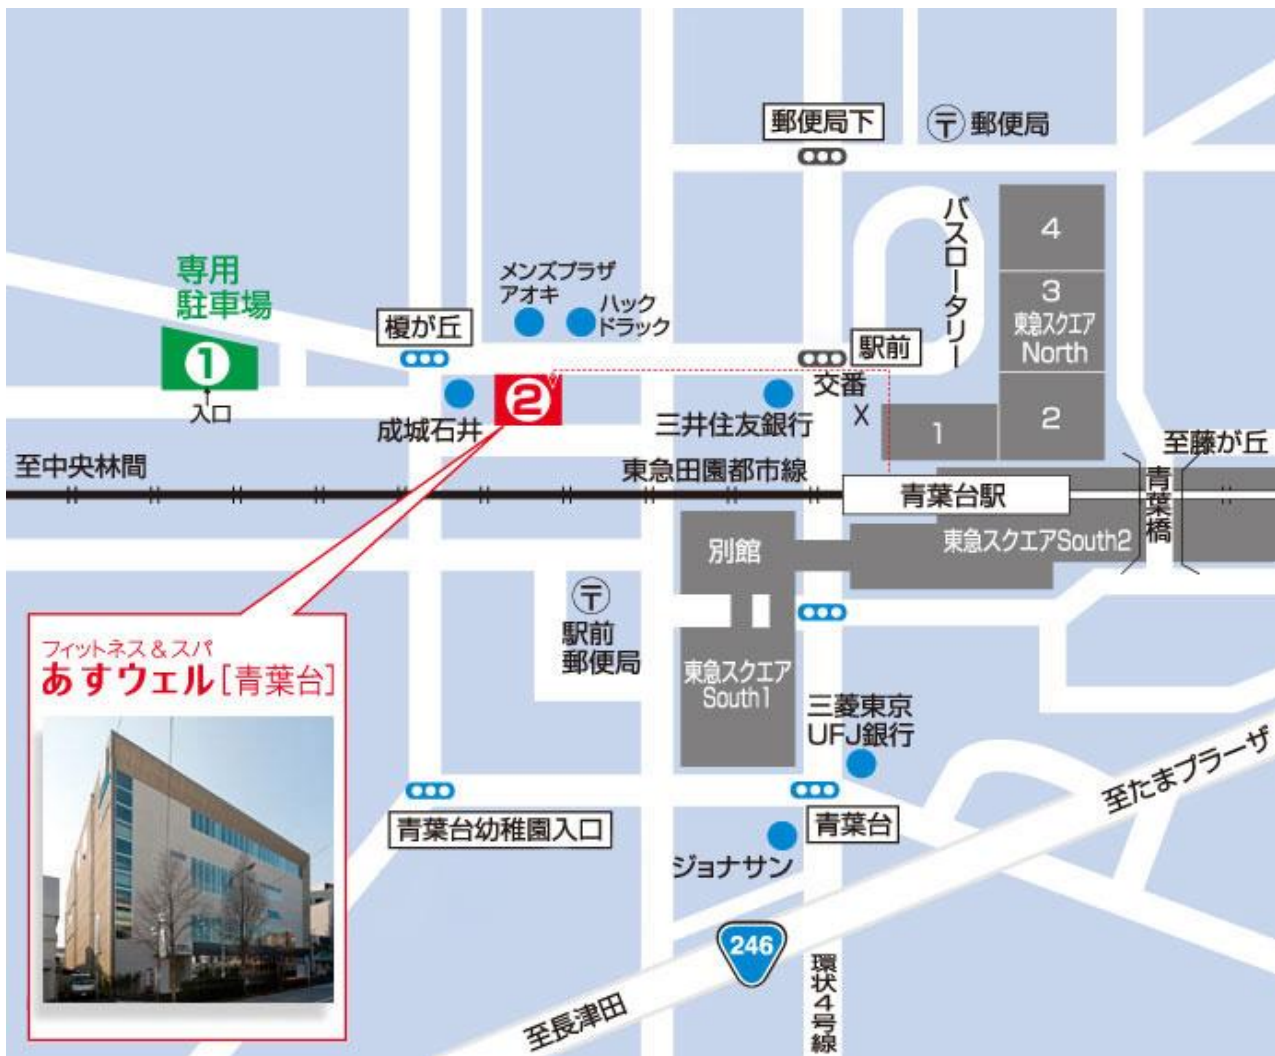 郵便局下
〒郵便局
バスロータリー
4
3
東急スクエア
North
2
1
専用
駐車場
1
入口
メンズプラザ
アオキ
ハック
ドラック
榎が丘
駅前
交番
X
成城石井
2
三井住友銀行
至中央林間
東急田園都市線
青葉台駅
至藤が丘
青葉橋
東急スクエアSouth2
別館
〒
駅前
郵便局
東急スクエア
South1
フィットネス&スパ
あすウェル[青葉台]
三菱東京
UFJ銀行
至たまプラーザ
青葉台幼稚園入口
青葉台
ジョナサン
246
環状4号線
至長津田